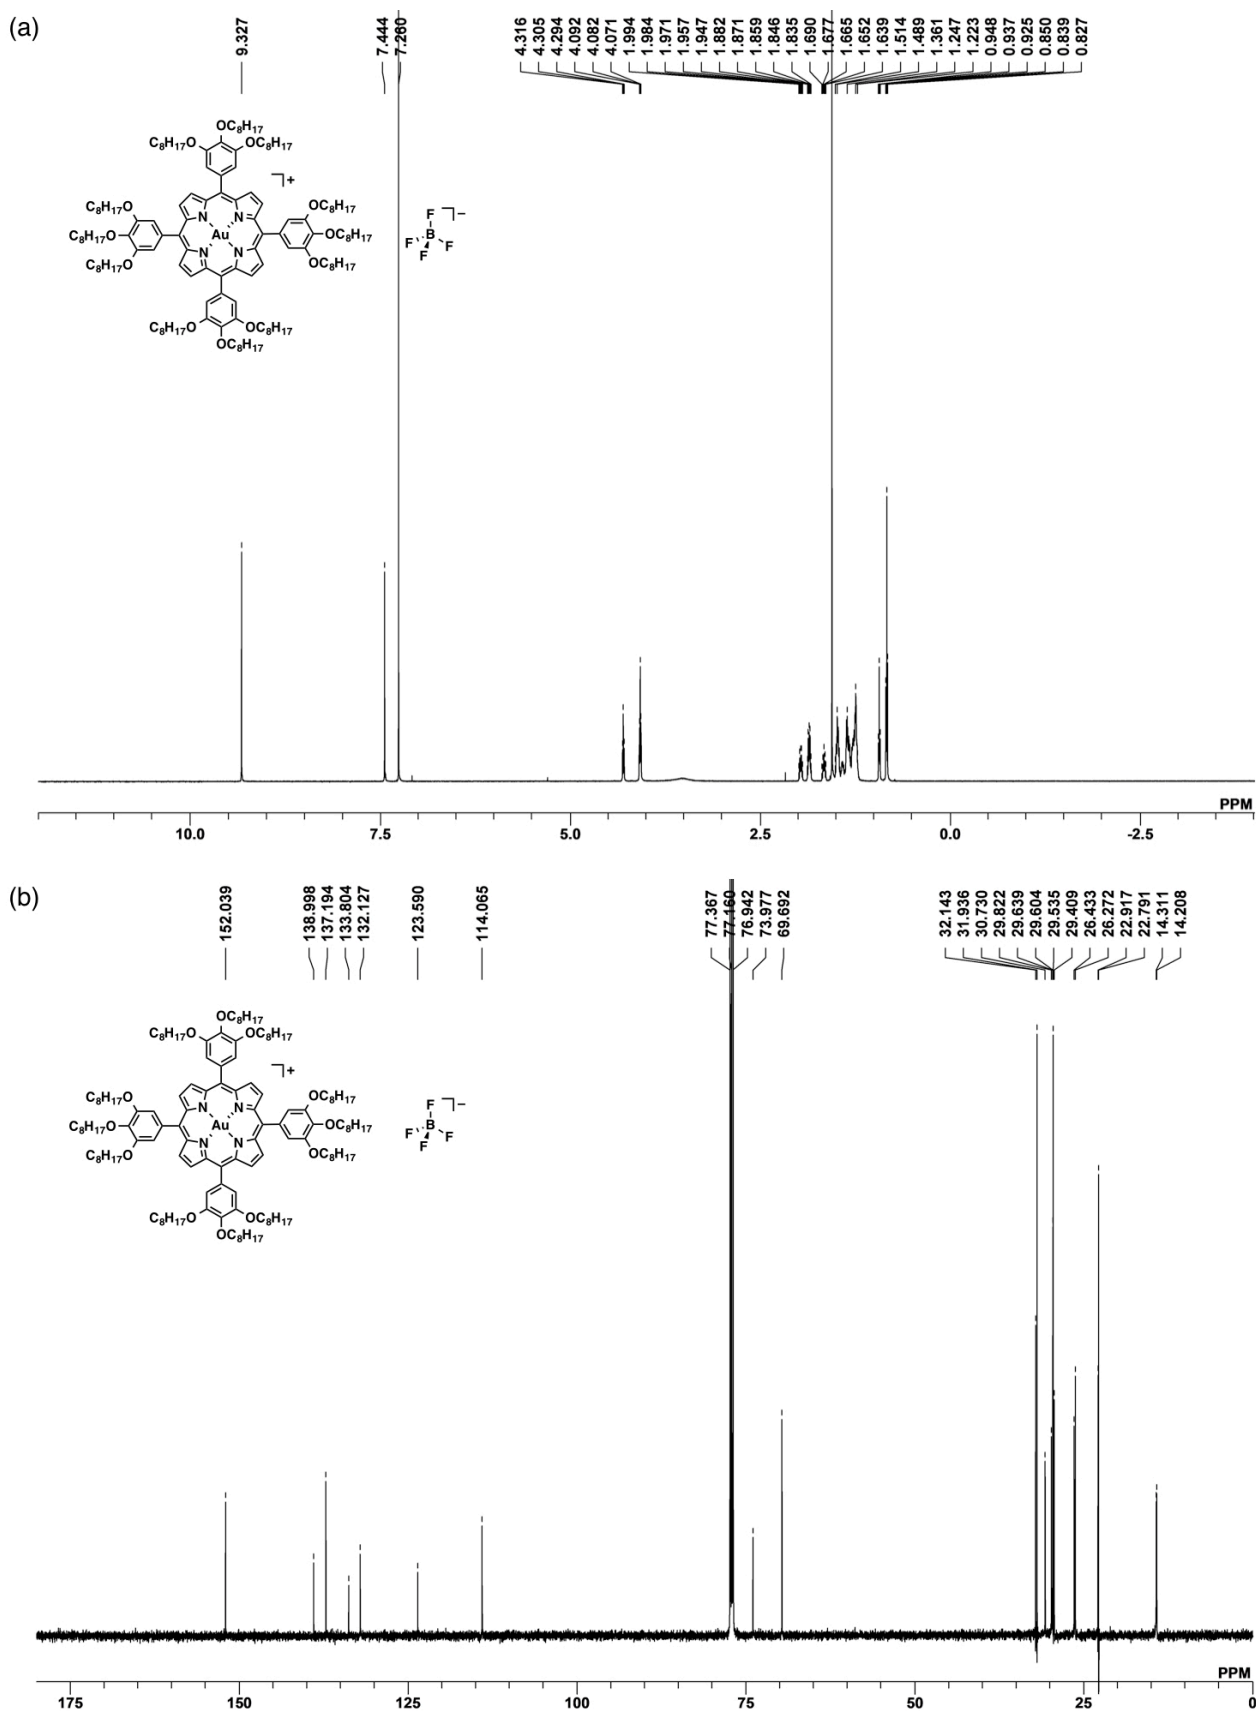 (a)
9.327
7.444
7.260
4.316
4.305
4.294
4.092
4.082
4.071
1.994
1.984
1.971
1.957
1.947
1.882
1.871
1.859
1.846
1.835
1.690
1.677
1.665
1.652
1.639
1.514
1.489
1.361
1.247
1.223
0.948
0.937
0.925
0.850
0.839
0.827
OC8H17
C8H17O OC8H17
C8H17O OC8H17
C8H17O OC8H17
C8H17O OC8H17
N N
Au
N N
+
F
F B F
F
−
C8H17O OC8H17
OC8H17
PPM
10.0 7.5 5.0 2.5 0.0 -2.5
(b)
152.039
138.998
137.194
133.804
132.127
123.590
114.065
77.367
77.160
76.942
73.977
69.692
32.143
31.936
30.730
29.822
29.639
29.604
29.535
29.409
26.433
26.272
22.917
22.791
14.311
14.208
OC8H17
C8H17O OC8H17
C8H17O OC8H17
C8H17O OC8H17
C8H17O OC8H17
N N
Au
N N
+
F
F B F
F
−
C8H17O OC8H17
OC8H17
PPM
175 150 125 100 75 50 25 0